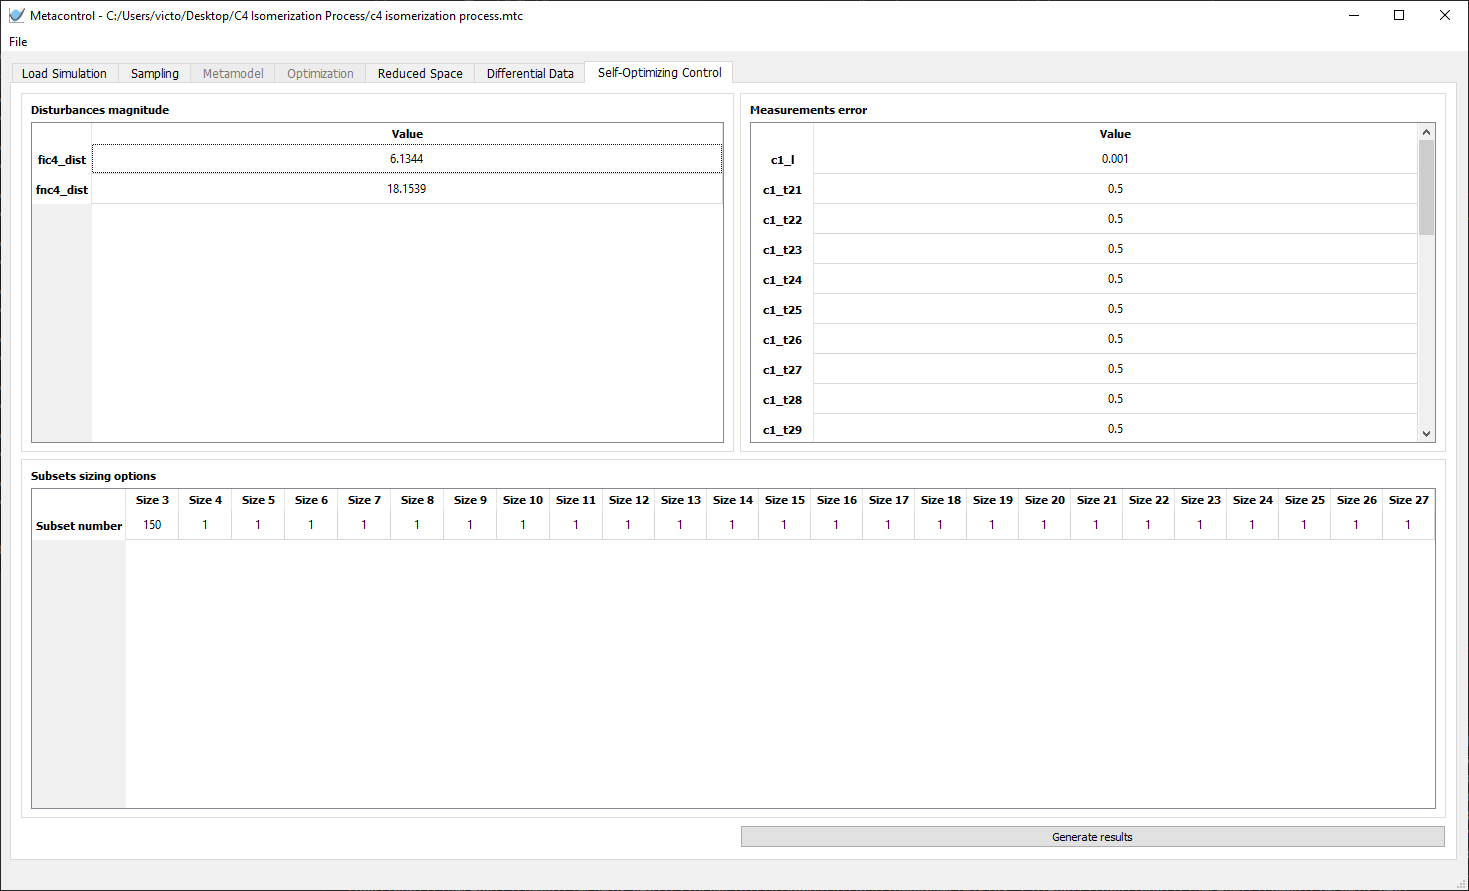 Metacontrol - C:/Users/victo/Desktop/C4 Isomerization Process/c4 isomerization process.mtc
File
Load Simulation Sampling Metamodel Optimization Reduced Space Differential Data Self-Optimizing Control
Disturbances magnitude
Value
fic4_dist 6.1344
fnc4_dist 18.1539
Measurements error
Value
c1_l 0.001
c1_t21 0.5
c1_t22 0.5
c1_t23 0.5
c1_t24 0.5
c1_t25 0.5
c1_t26 0.5
c1_t27 0.5
c1_t28 0.5
c1_t29 0.5
Subsets sizing options
Size 3 Size 4 Size 5 Size 6 Size 7 Size 8 Size 9 Size 10 Size 11 Size 12 Size 13 Size 14 Size 15 Size 16 Size 17 Size 18 Size 19 Size 20 Size 21 Size 22 Size 23 Size 24 Size 25 Size 26 Size 27
Subset number 150 1 1 1 1 1 1 1 1 1 1 1 1 1 1 1 1 1 1 1 1 1 1 1 1
Generate results